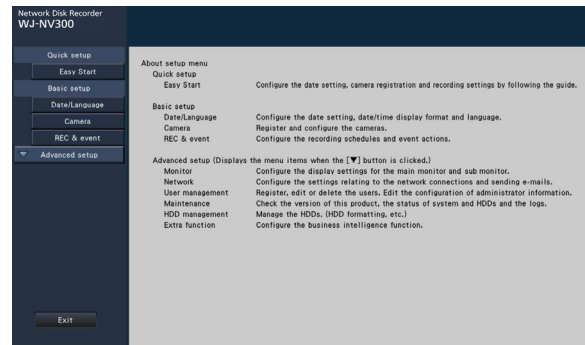 Network Disk Recorder
WJ-NV300
Quick setup
Easy Start
Basic setup
Date/Language
Camera
REC & event
Advanced setup
Exit
About setup menu
Quick setup
Easy Start Configure the date setting, camera registration and recording settings by following the guide.
Basic setup
Date/Language Configure the date setting, date/time display format and language.
Camera Register and configure the cameras.
REC & event Configure the recording schedules and event actions.
Advanced setup (Displays the menu items when the [▼] button is clicked.)
Monitor Configure the display settings for the main monitor and sub monitor.
Network Configure the settings relating to the network connections and sending e-mails.
User management Register, edit or delete the users. Edit the configuration of administrator information.
Maintenance Check the version of this product, the status of system and HDDs and the logs.
HDD management Manage the HDDs. (HDD formatting, etc.)
Extra function Configure the business intelligence function.